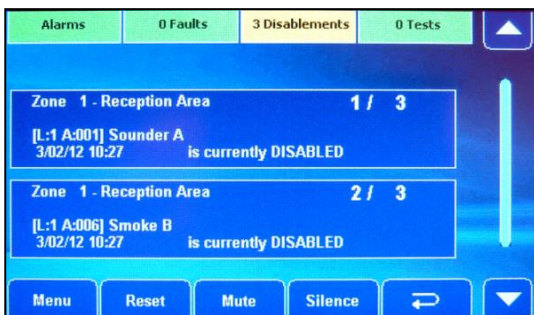 Alarms 0 Faults 3 Disablements 0 Tests
Zone 1 - Reception Area 1 / 3
[L:1 A:001] Sounder A
3/02/12 10:27 is currently DISABLED
Zone 1 - Reception Area 2 / 3
[L:1 A:006] Smoke B
3/02/12 10:27 is currently DISABLED
Menu Reset Mute Silence